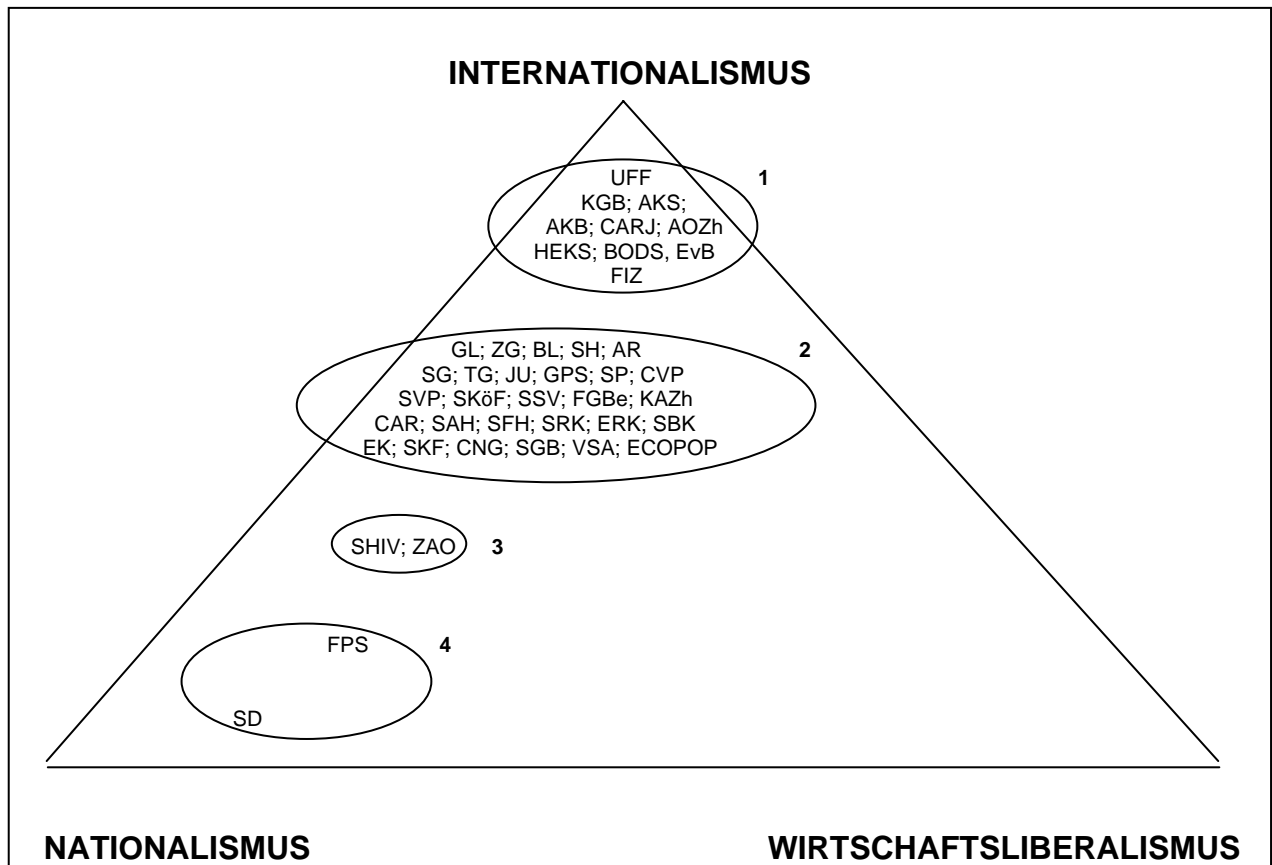 INTERNATIONALISMUS
UFF
1
KGB; AKS;
AKB; CARJ; AOZh
HEKS; BODS, EvB
FIZ
GL; ZG; BL; SH; AR
2
SG; TG; JU; GPS; SP; CVP
SVP; SKöF; SSV; FGBe; KAZh
CAR; SAH; SFH; SRK; ERK; SBK
EK; SKF; CNG; SGB; VSA; ECOPOP
SHIV; ZAO
3
FPS
4
SD
NATIONALISMUS
WIRTSCHAFTSLIBERALISMUS